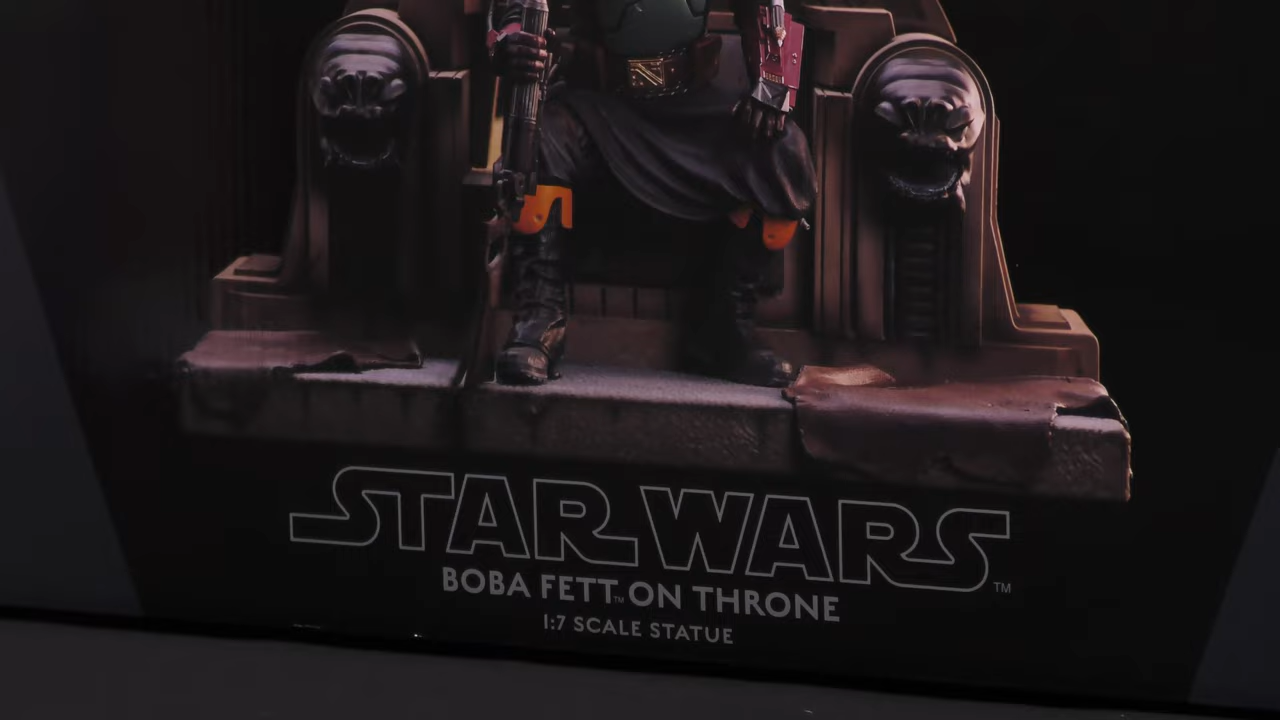 STAR WARS™
BOBA FETT™ ON THRONE
1:7 SCALE STATUE